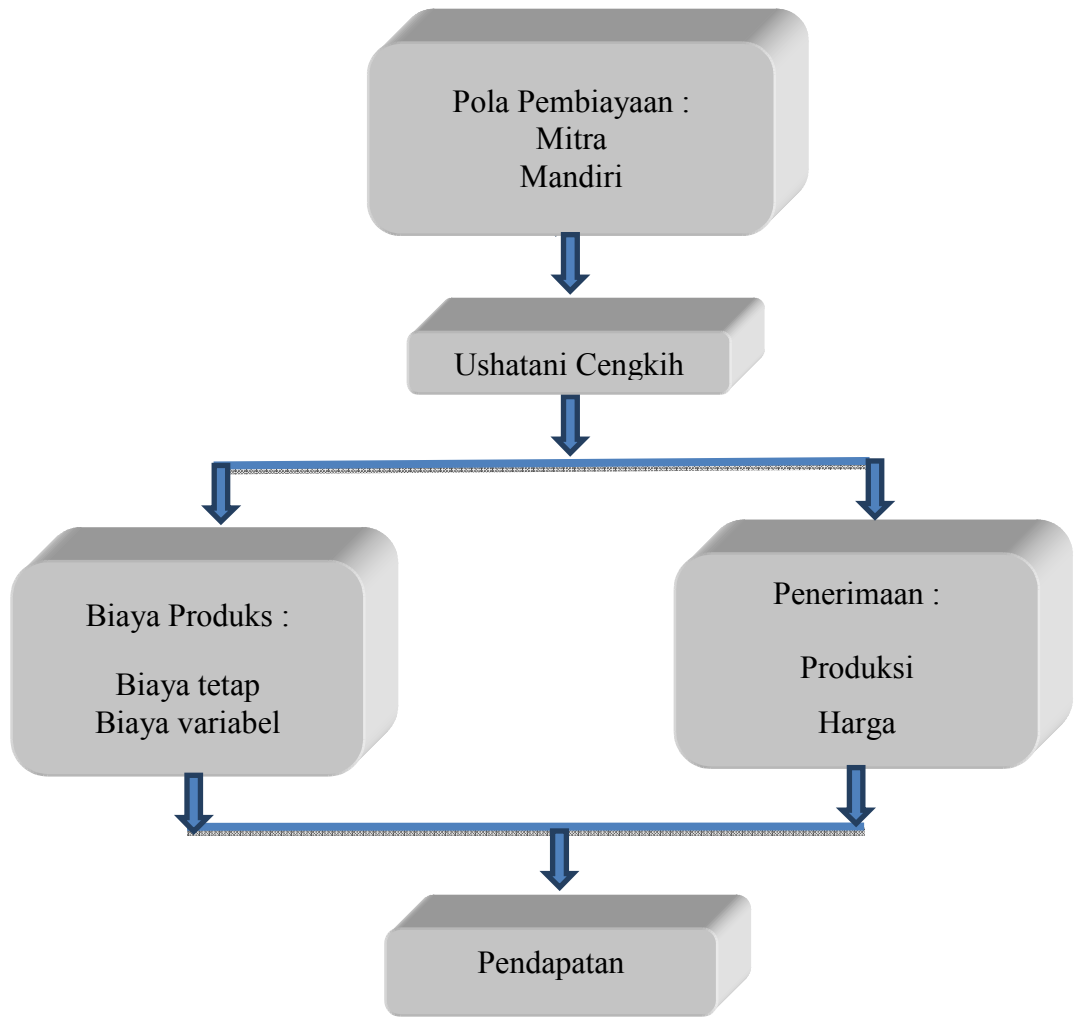 Pola Pembiayaan :
Mitra
Mandiri
Ushatani Cengkih
Biaya Produks :
Biaya tetap
Biaya variabel
Penerimaan :
Produksi
Harga
Pendapatan